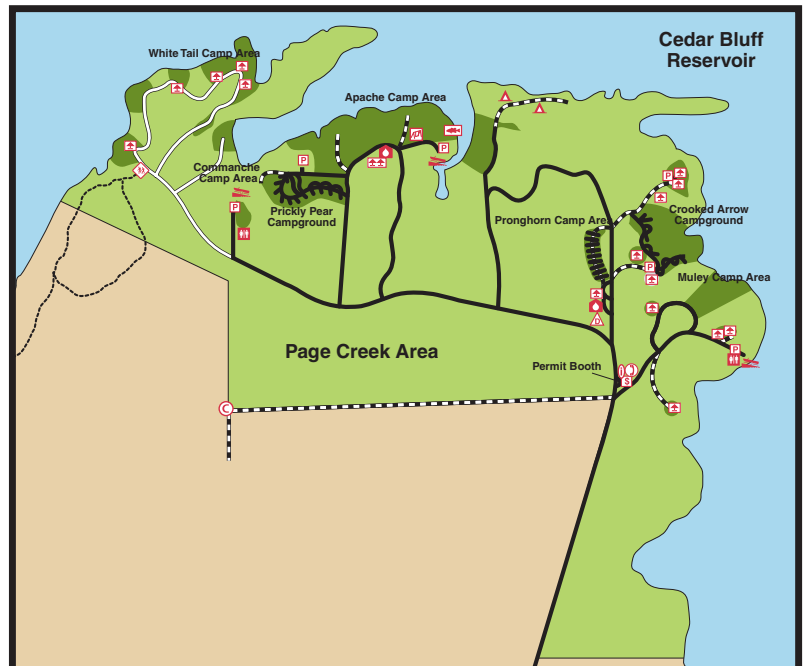 Cedar Bluff
Reservoir
White Tail Camp Area
Apache Camp Area
P
P
Commanche
Camp Area
P
Prickly Pear
Campground
P
Crooked Arrow
Campground
Pronghorn Camp Area
P
Muley Camp Area
D
P
Page Creek Area
Permit Booth
$
C